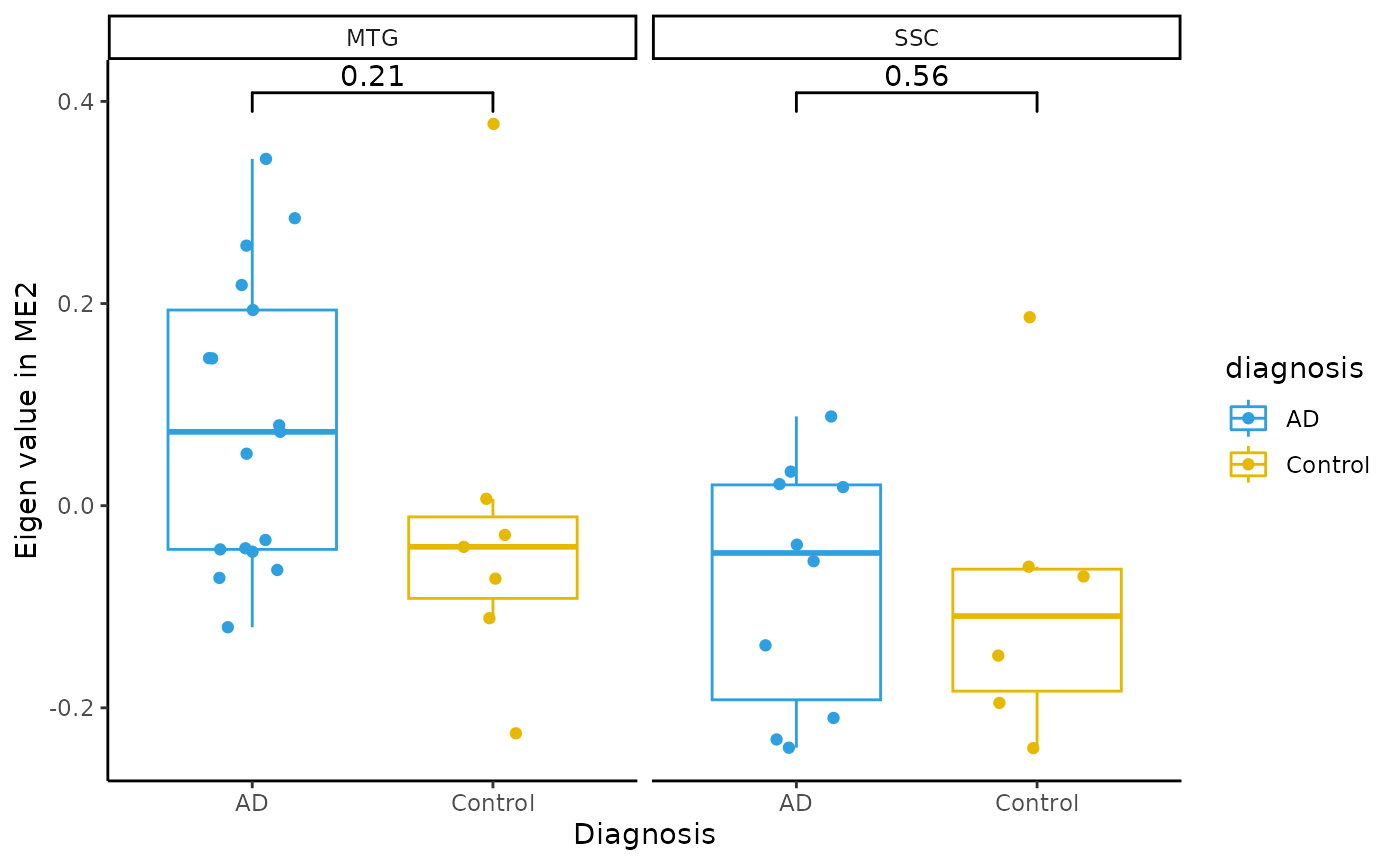 MTG
SSC
0.21
0.56
0.4
0.2
0.0
-0.2
Eigen value in ME2
AD
Control
AD
Control
Diagnosis
diagnosis
AD
Control